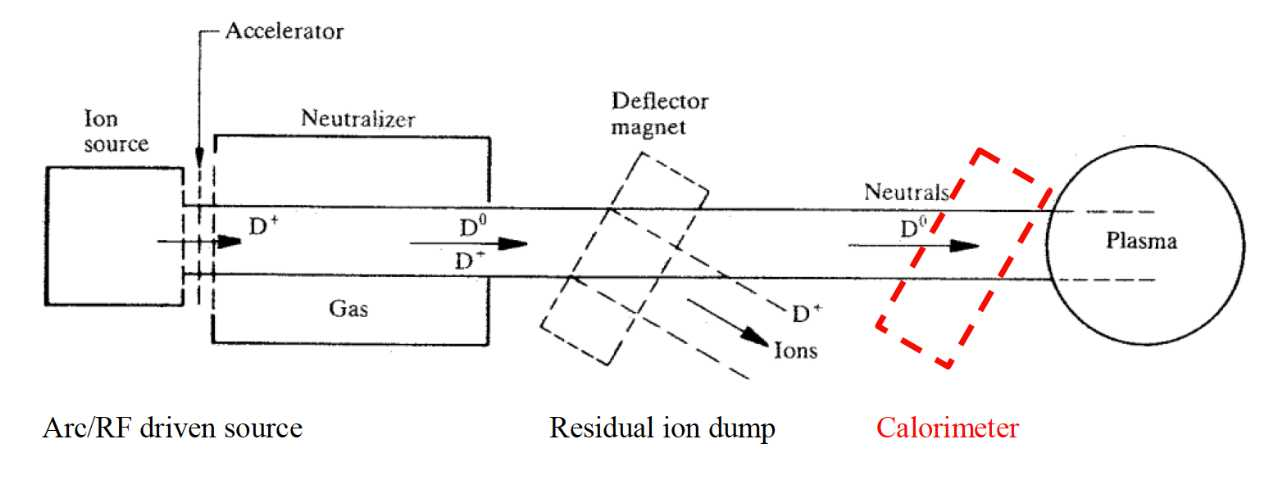 Accelerator
Ion
source
Neutralizer
Deflector
magnet
Neutrals
D⁺
D⁰
D⁺
D⁰
Plasma
Gas
D⁺
Ions
Arc/RF driven source
Residual ion dump
Calorimeter